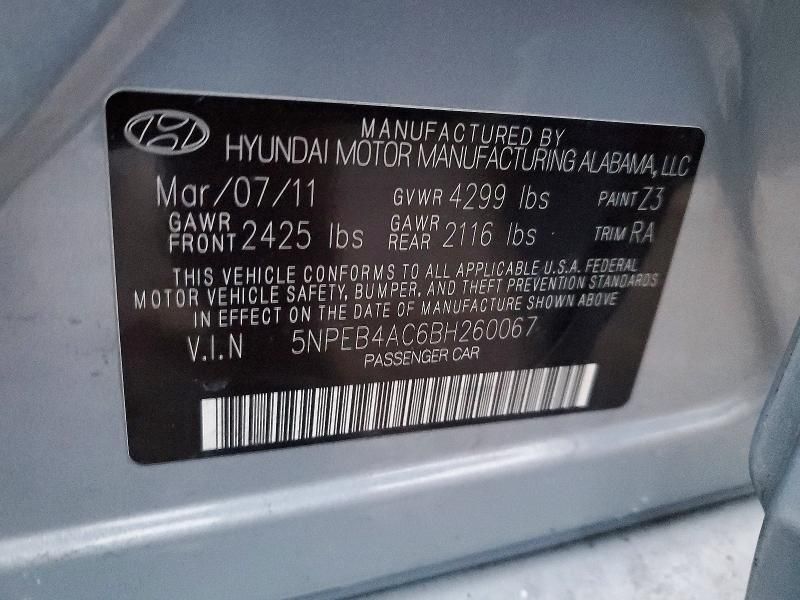 MANUFACTURED BY
HYUNDAI MOTOR MANUFACTURING ALABAMA, LLC
Mar/07/11 GVWR 4299 lbs PAINT Z3
GAWR FRONT 2425 lbs GAWR REAR 2116 lbs TRIM RA
THIS VEHICLE CONFORMS TO ALL APPLICABLE U.S.A. FEDERAL
MOTOR VEHICLE SAFETY, BUMPER, AND THEFT PREVENTION STANDARDS
IN EFFECT ON THE DATE OF MANUFACTURE SHOWN ABOVE
V.I.N 5NPEB4AC6BH260067
PASSENGER CAR